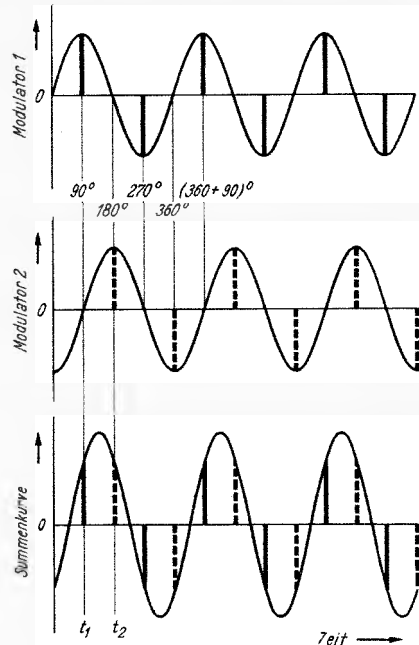 Modulator 1
0
90° 270° (360+90)°
180° 360°
Modulator 2
0
Summenkurve
0
t₁ t₂ Zeit